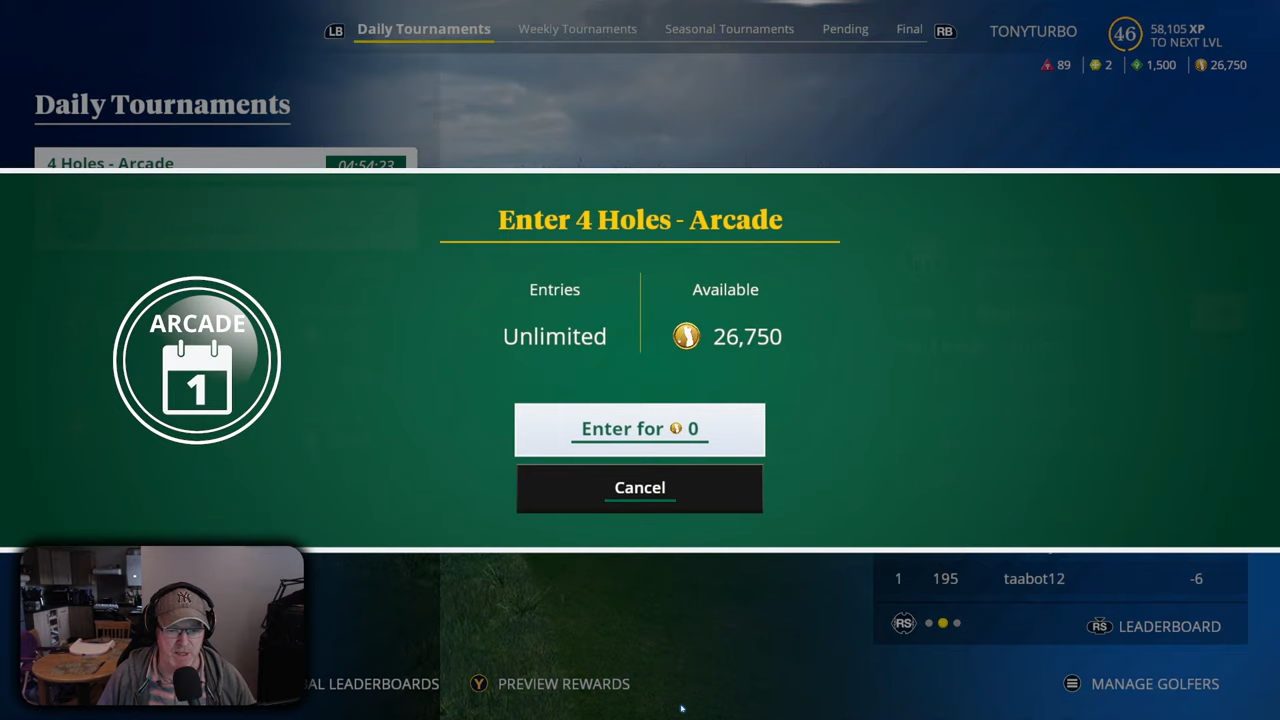 LB Daily Tournaments Weekly Tournaments Seasonal Tournaments Pending Final RB TONYTURBO 46 58,105 XP
TO NEXT LVL
89 2 1,500 26,750
Daily Tournaments
4 Holes - Arcade 04:54:23
Enter 4 Holes - Arcade
Entries Available
Unlimited 26,750
ARCADE
1
Enter for 0
Cancel
1 195 taabot12 -6
RS RS LEADERBOARD
AL LEADERBOARDS Y PREVIEW REWARDS MANAGE GOLFERS